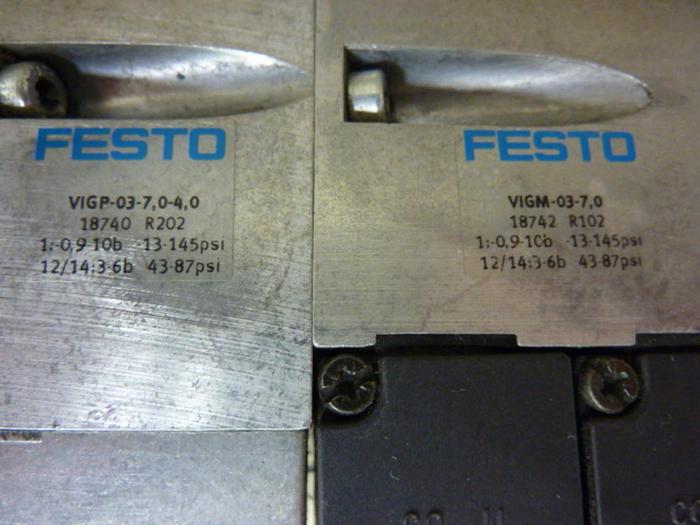 FESTO
VIGP-03-7,0-4,0
18740 R202
1:-0,9-10b -13-145psi
12/14:3-6b 43-87psi
FESTO
VIGM-03-7,0
18742 R102
1:-0,9-10b -13-145psi
12/14:3-6b 43-87psi